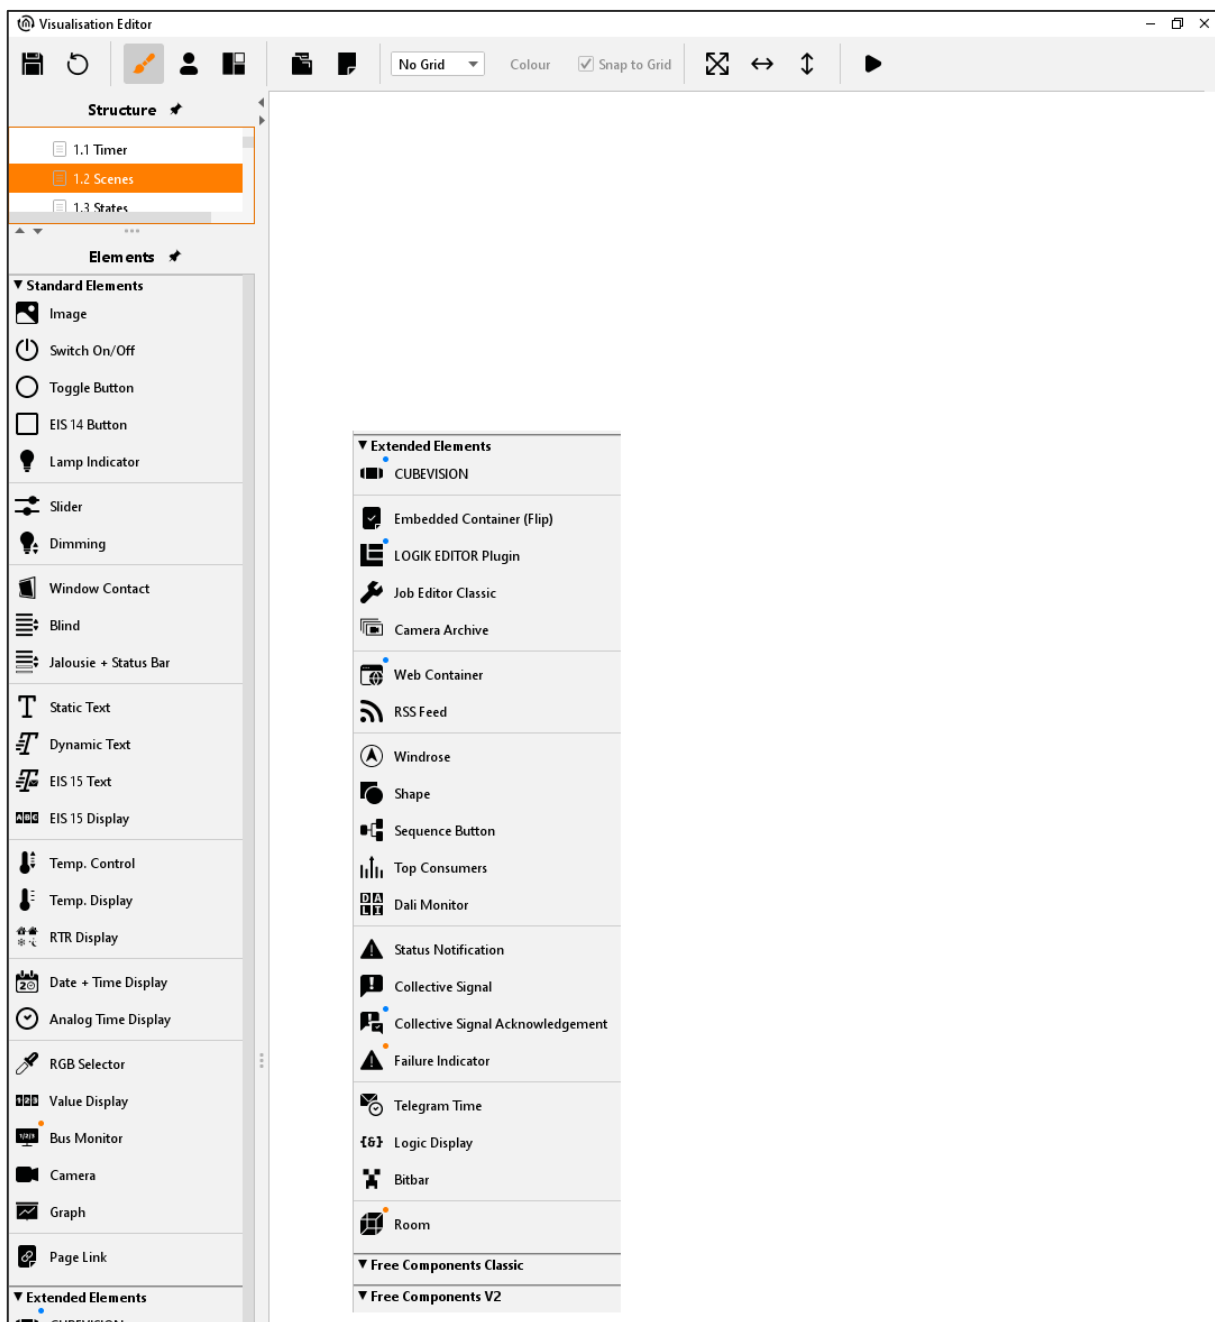 Visualisation Editor
No Grid
Colour
Snap to Grid
Structure
1.1 Timer
1.2 Scenes
1.3 States
Elements
Standard Elements
Image
Switch On/Off
Toggle Button
EIS 14 Button
Lamp Indicator
Slider
Dimming
Window Contact
Blind
Jalousie + Status Bar
Static Text
Dynamic Text
EIS 15 Text
EIS 15 Display
Temp. Control
Temp. Display
RTR Display
Date + Time Display
Analog Time Display
RGB Selector
Value Display
Bus Monitor
Camera
Graph
Page Link
Extended Elements
CUBEVISION
Extended Elements
CUBEVISION
Embedded Container (Flip)
LOGIK EDITOR Plugin
Job Editor Classic
Camera Archive
Web Container
RSS Feed
Windrose
Shape
Sequence Button
Top Consumers
Dali Monitor
Status Notification
Collective Signal
Collective Signal Acknowledgement
Failure Indicator
Telegram Time
Logic Display
Bitbar
Room
Free Components Classic
Free Components V2